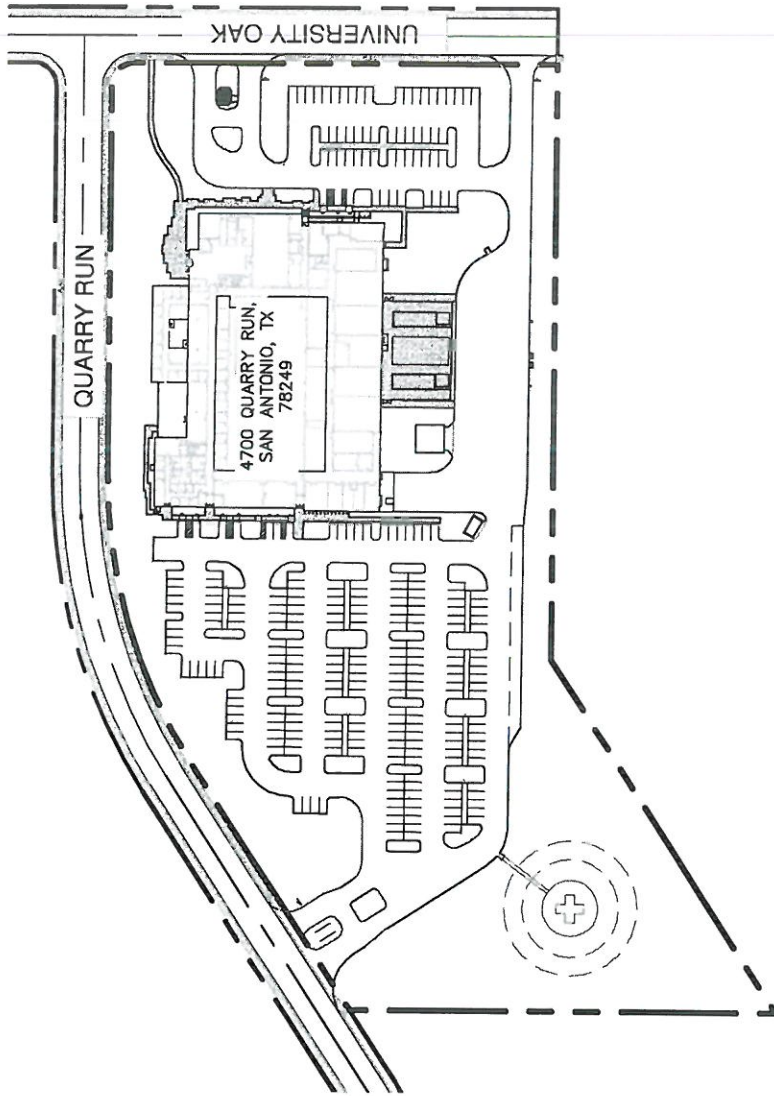 UNIVERSITY OAK
QUARRY RUN
4700 QUARRY RUN,
SAN ANTONIO, TX
78249